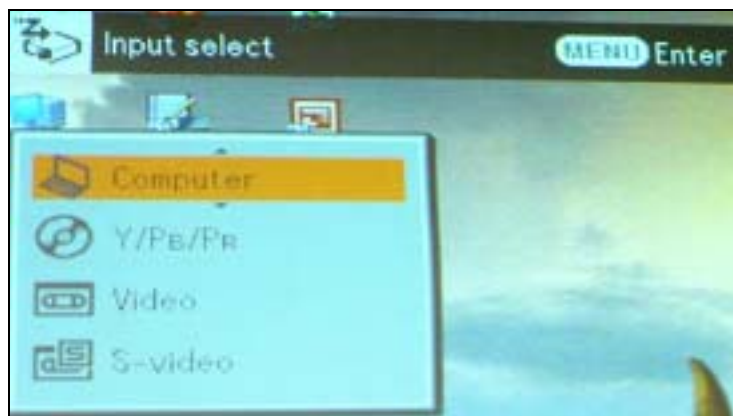 Input select
MENU Enter
Computer
Y/PB/PR
Video
S-video